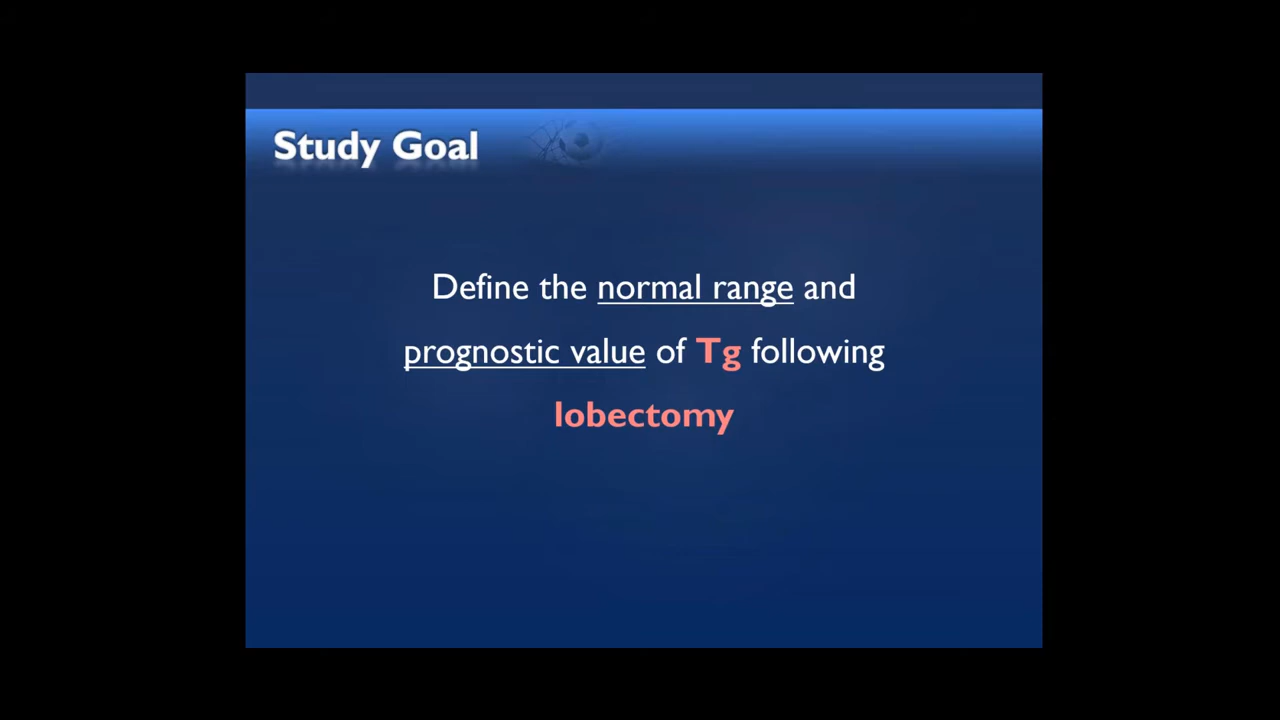 Study Goal
Define the normal range and
prognostic value of Tg following
lobectomy